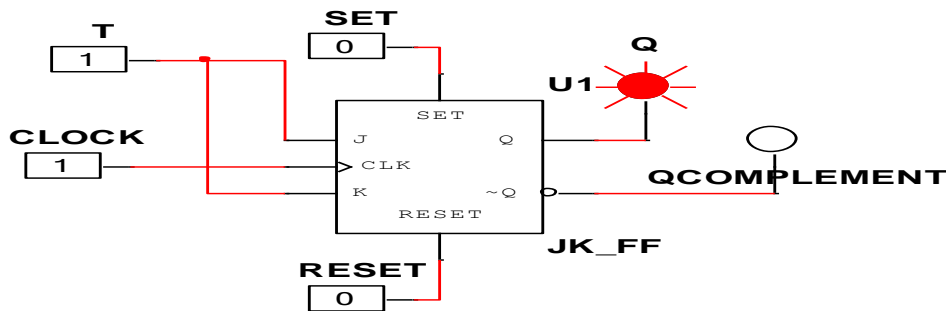 SET
0
T
1
Q
U1
SET
J
Q
CLOCK
1
CLK
K
~Q
QCOMPLEMENT
RESET
JK_FF
RESET
0